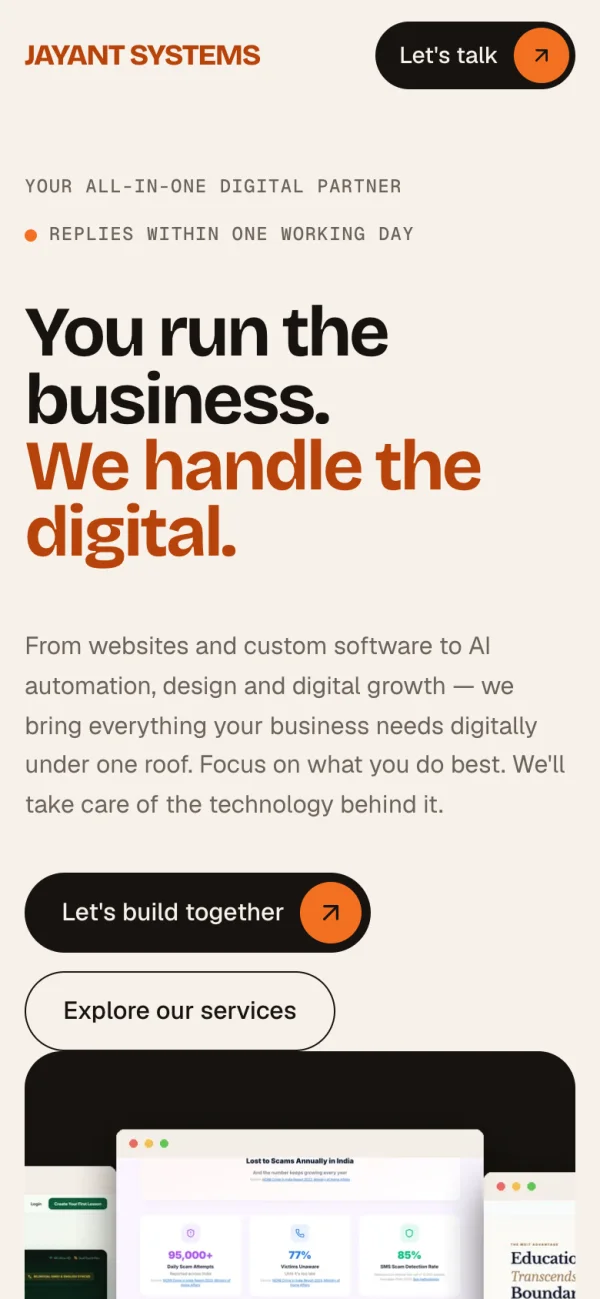 JAYANT SYSTEMS
Let's talk
YOUR ALL-IN-ONE DIGITAL PARTNER
REPLIES WITHIN ONE WORKING DAY
You run the
business.
We handle the
digital.
From websites and custom software to AI
automation, design and digital growth — we
bring everything your business needs digitally
under one roof. Focus on what you do best. We'll
take care of the technology behind it.
Let's build together
Explore our services
Lost to Scams Annually in India
And the number keeps growing every year
Login
Create Your First Lesson
95,000+
Daily Scam Attempts
77%
Victims Unaware
85%
SMS Scam Detection Rate
Educatio
Transcends
Boundar